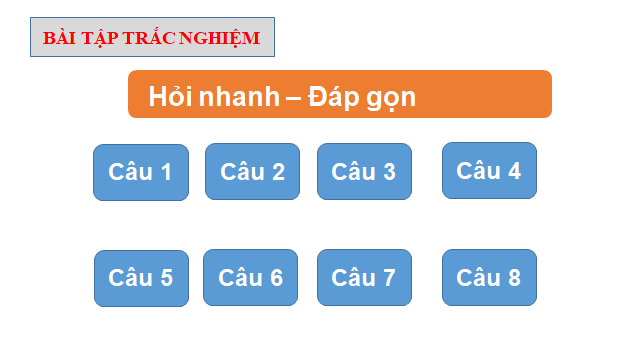 BÀI TẬP TRẮC NGHIỆM
Hỏi nhanh – Đáp gọn
Câu 1 Câu 2 Câu 3 Câu 4
Câu 5 Câu 6 Câu 7 Câu 8